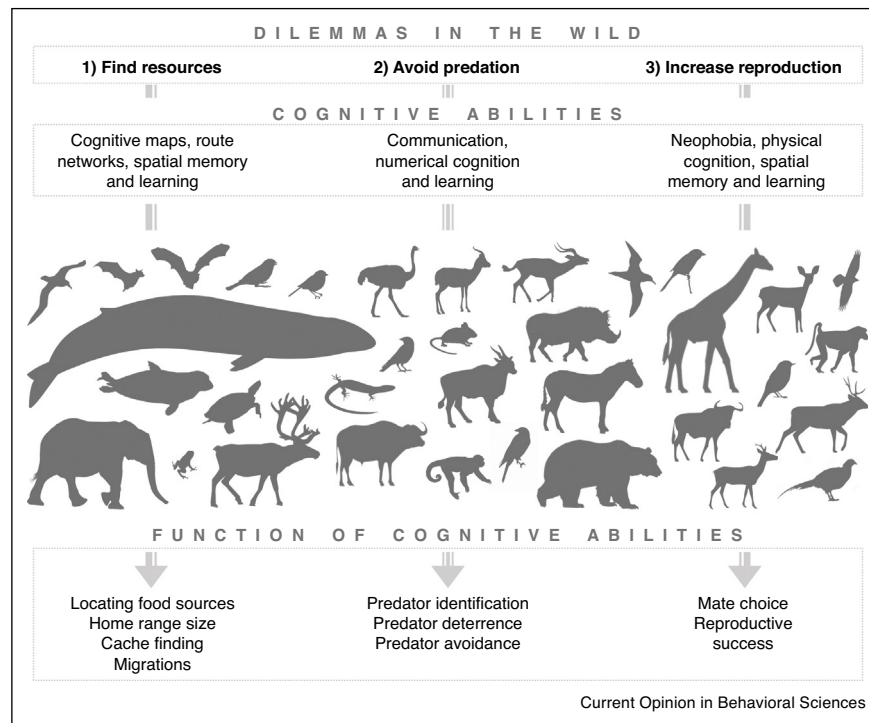 DILEMMAS IN THE WILD
1) Find resources
2) Avoid predation
3) Increase reproduction
COGNITIVE ABILITIES
Cognitive maps, route
networks, spatial memory
and learning
Communication,
numerical cognition
and learning
Neophobia, physical
cognition, spatial
memory and learning
FUNCTION OF COGNITIVE ABILITIES
Locating food sources
Home range size
Cache finding
Migrations
Predator identification
Predator deterrence
Predator avoidance
Mate choice
Reproductive
success
Current Opinion in Behavioral Sciences